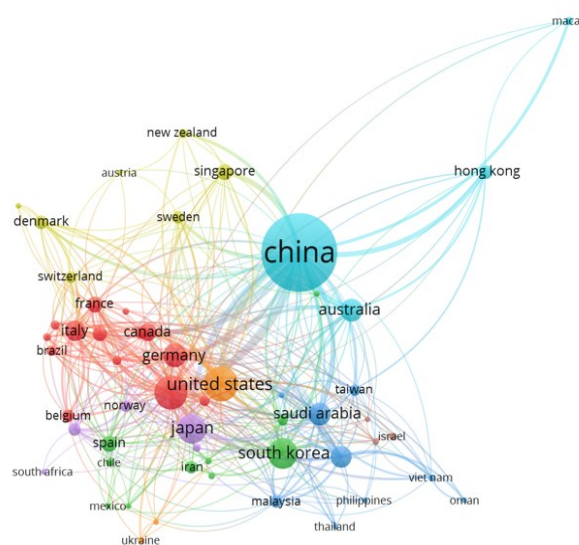 maca
new zealand
austria
singapore
hong kong
denmark
sweden
china
switzerland
france
australia
italy
canada
brazil
germany
united states
taiwan
belgium
norway
saudi arabia
japan
israel
spain
south korea
chile
iran
south africa
viet nam
mexico
malaysia
philippines
oman
thailand
ukraine